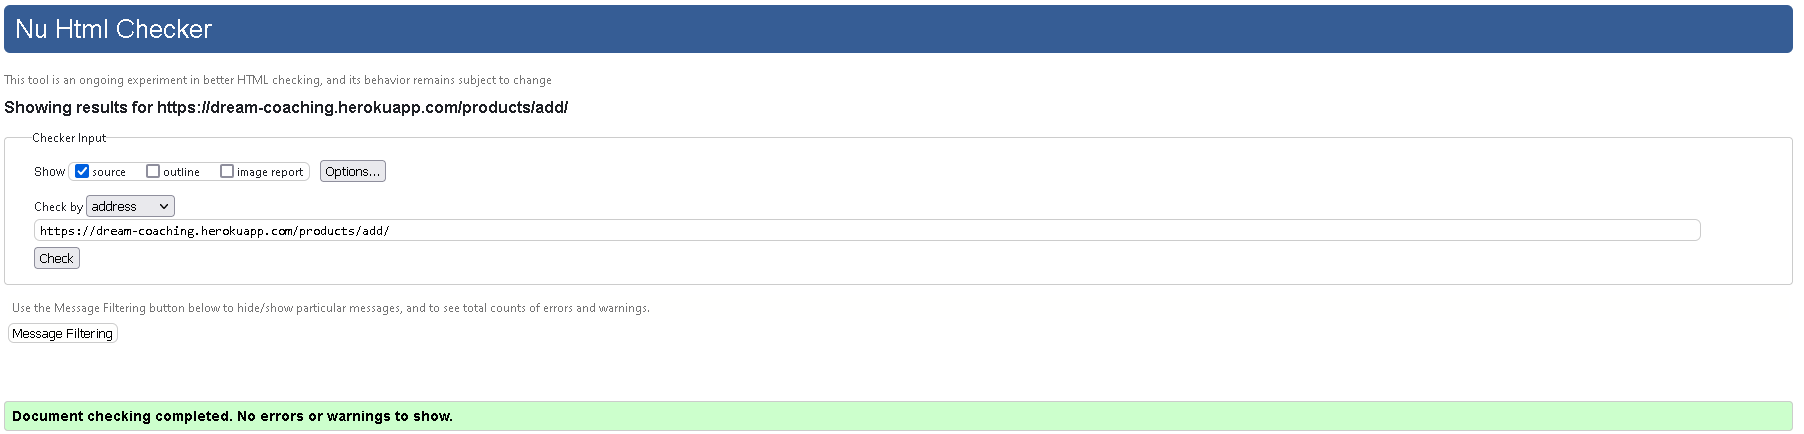 Nu Html Checker
This tool is an ongoing experiment in better HTML checking, and its behavior remains subject to change
Showing results for https://dream-coaching.herokuapp.com/products/add/
Checker Input
Show source outline image report Options...
Check by address
https://dream-coaching.herokuapp.com/products/add/
Check
Use the Message Filtering button below to hide/show particular messages, and to see total counts of errors and warnings.
Message Filtering
Document checking completed. No errors or warnings to show.